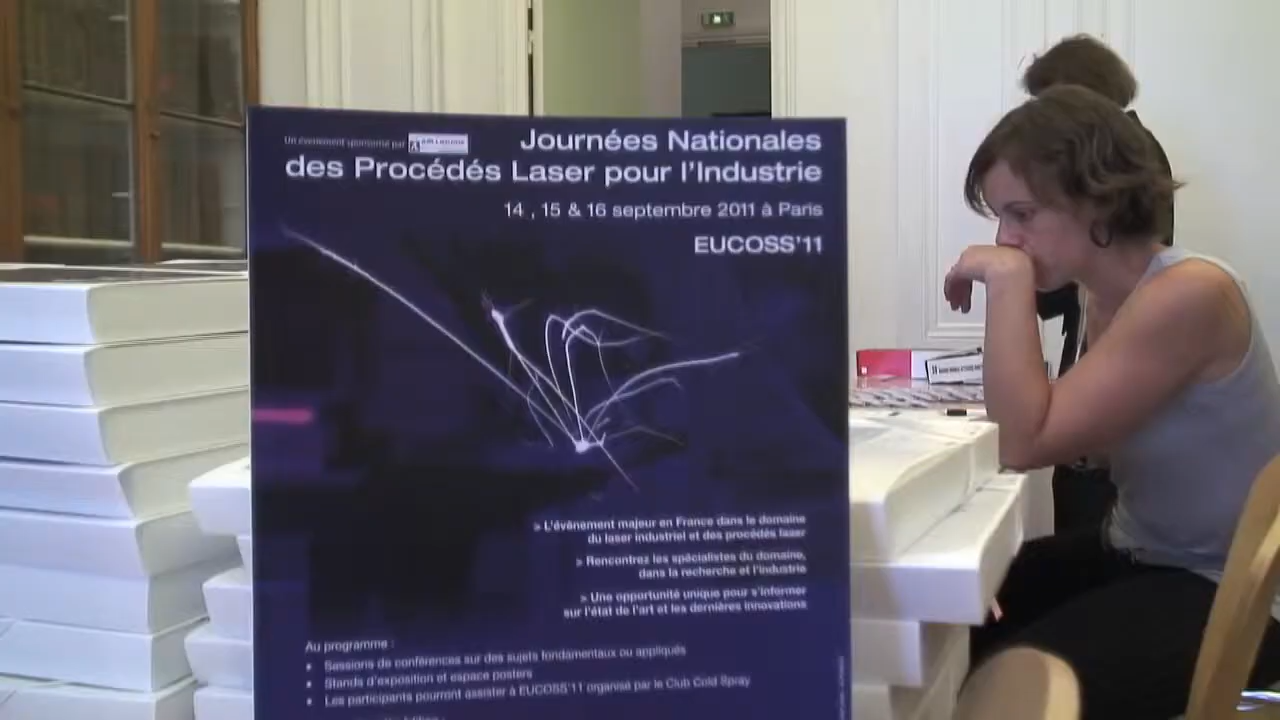 Un évènement sponsorisé par AIR LIQUIDE
Journées Nationales
des Procédés Laser pour l'Industrie
14 , 15 & 16 septembre 2011 à Paris
EUCOSS'11
> L'évènement majeur en France dans le domaine
du laser industriel et des procédés laser
> Rencontrez les spécialistes du domaine,
dans la recherche et l'industrie
> Une opportunité unique pour s'informer
sur l'état de l'art et les dernières innovations
Au programme :
• Sessions de conférences sur des sujets fondamentaux ou appliqués
• Stands d'exposition et espace posters
• Les participants pourront assister à EUCOSS'11 organisé par le Club Cold Spray